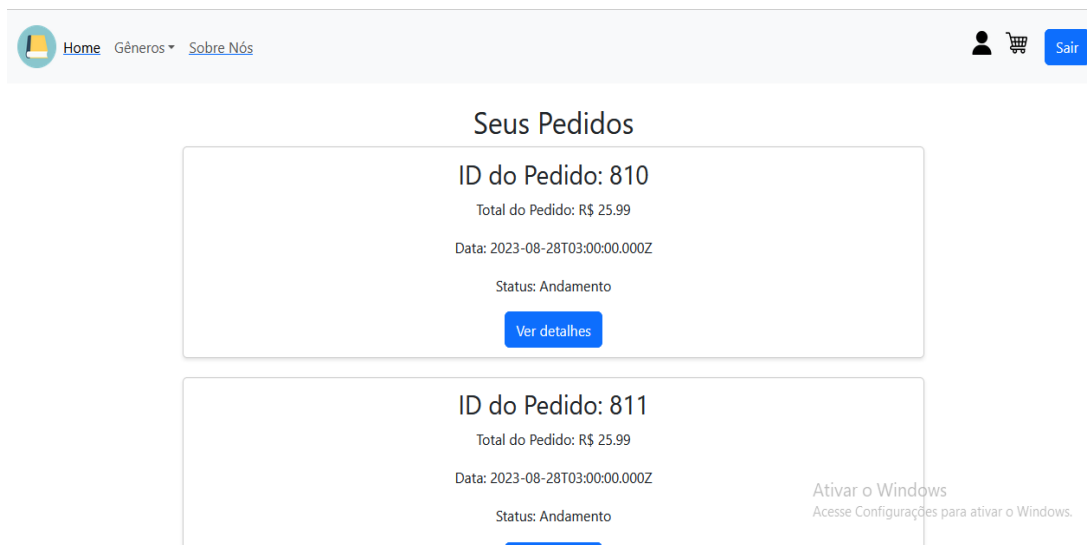 Home Gêneros Sobre Nós Sair
Seus Pedidos
ID do Pedido: 810
Total do Pedido: R$ 25.99
Data: 2023-08-28T03:00:00.000Z
Status: Andamento
Ver detalhes
ID do Pedido: 811
Total do Pedido: R$ 25.99
Data: 2023-08-28T03:00:00.000Z
Status: Andamento
Ativar o Windows
Acesse Configurações para ativar o Windows.